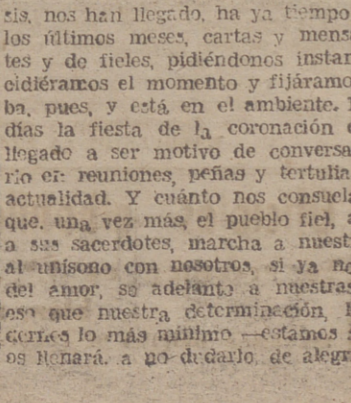 sis, nos han llegado, ha ya tiempo
los últimos meses, cartas y mens
tes y de fieles, pidiéndonos instan
cidiéramos el momento y fijáramo
ba, pues, y está en el ambiente.
días la fiesta de la coronación
llegado a ser motivo de conversa
rio en reuniones, peñas y tertulia
actualidad. Y cuánto nos consuela
que, una vez más, el pueblo fiel,
a sus sacerdotes, marcha a nuest
al unísono con nosotros, si ya no
del amor, se adelanta a nuestras
eso que nuestra determinación,
cernes lo más mínimo —estamos
os llenará, a no dudarlo, de alegr